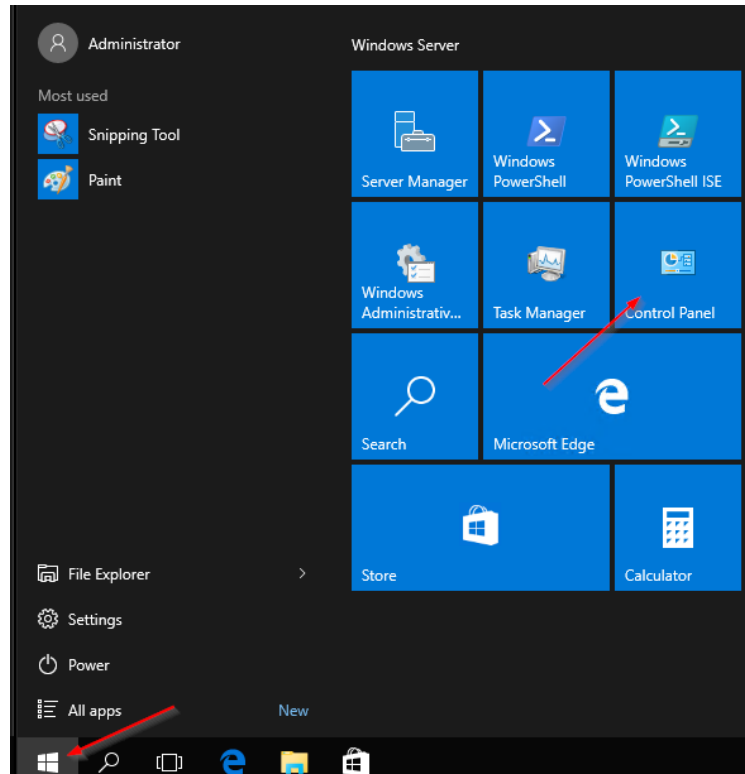 Administrator
Most used
Snipping Tool
Paint
File Explorer
Settings
Power
All apps
New
Windows Server
Server Manager
Windows
PowerShell
Windows
PowerShell ISE
Windows
Administrativ...
Task Manager
Control Panel
Search
Microsoft Edge
Store
Calculator